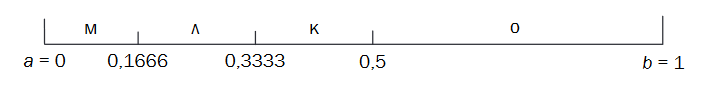 м л к о
a = 0 0,1666 0,3333 0,5 b = 1